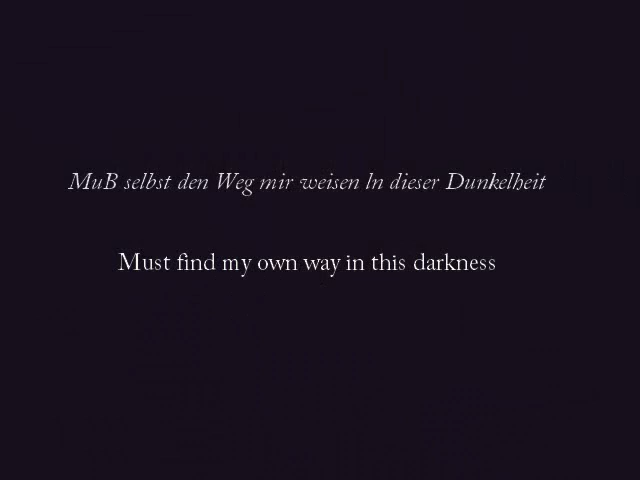 MuB selbst den Weg mir weisen ln dieser Dunkelheit
Must find my own way in this darkness